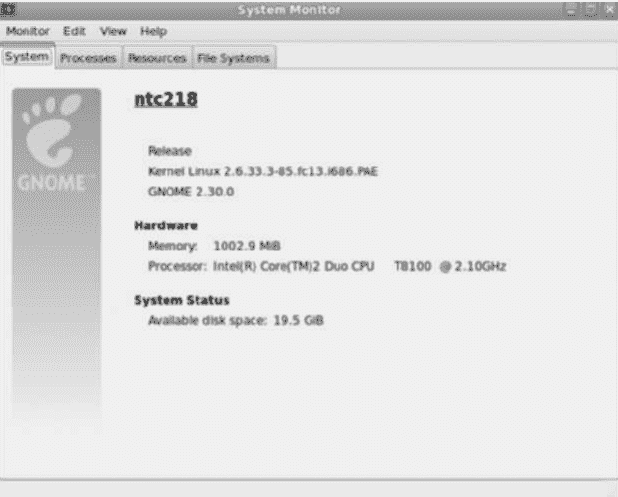 System Monitor
Monitor Edit View Help
System Processes Resources File Systems
ntc218
Release
Kernel Linux 2.6.33.3-85.fc13.i686.PAE
GNOME 2.30.0
GNOME™
Hardware
Memory: 1002.9 MiB
Processor: Intel(R) Core(TM)2 Duo CPU T8100 @ 2.10GHz
System Status
Available disk space: 19.5 GiB